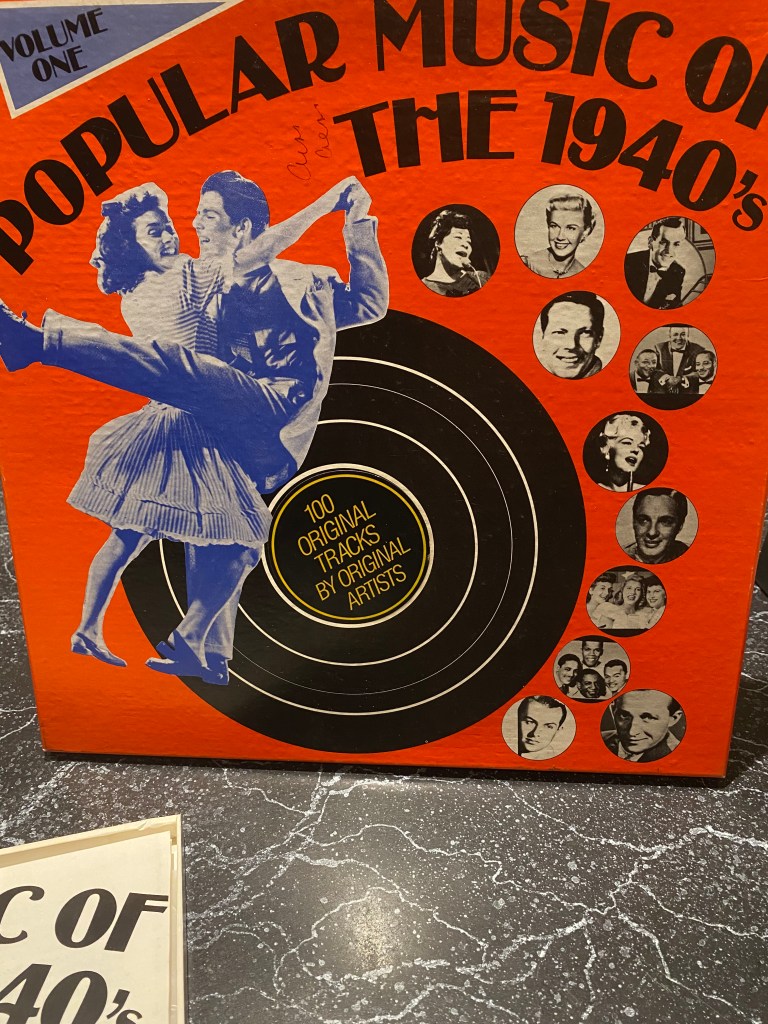 VOLUME
ONE
POPULAR MUSIC OF
THE 1940's
100
ORIGINAL
TRACKS
BY ORIGINAL
ARTISTS
C OF
40's